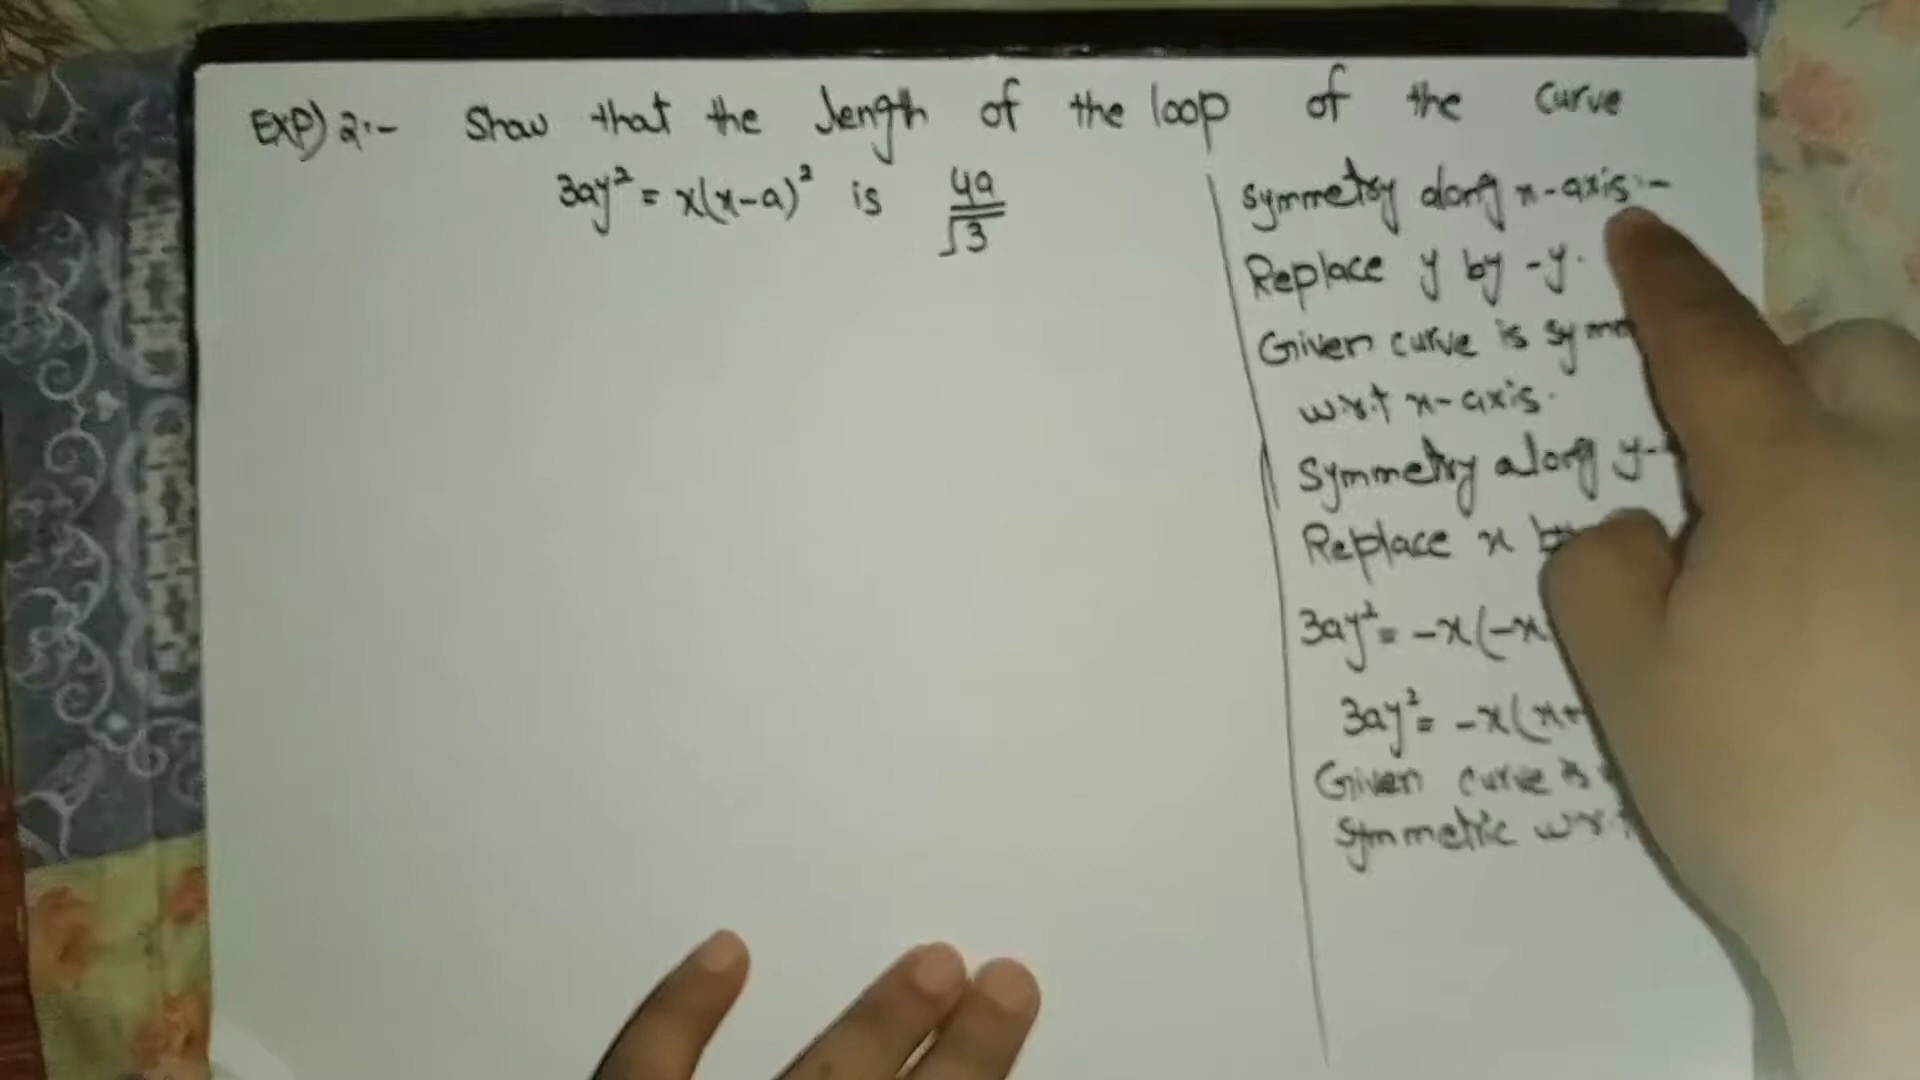 Exp) 2:- Show that the length of the loop of the curve
3ay² = x(x-a)² is 4a/√3
Symmetry along x-axis:-
Replace y by -y.
Given curve is symm
w.r.t x-axis.
Symmetry along y-
Replace x
3ay² = -x(-x
3ay² = -x(x+
Given curve is
Symmetric w.r.t